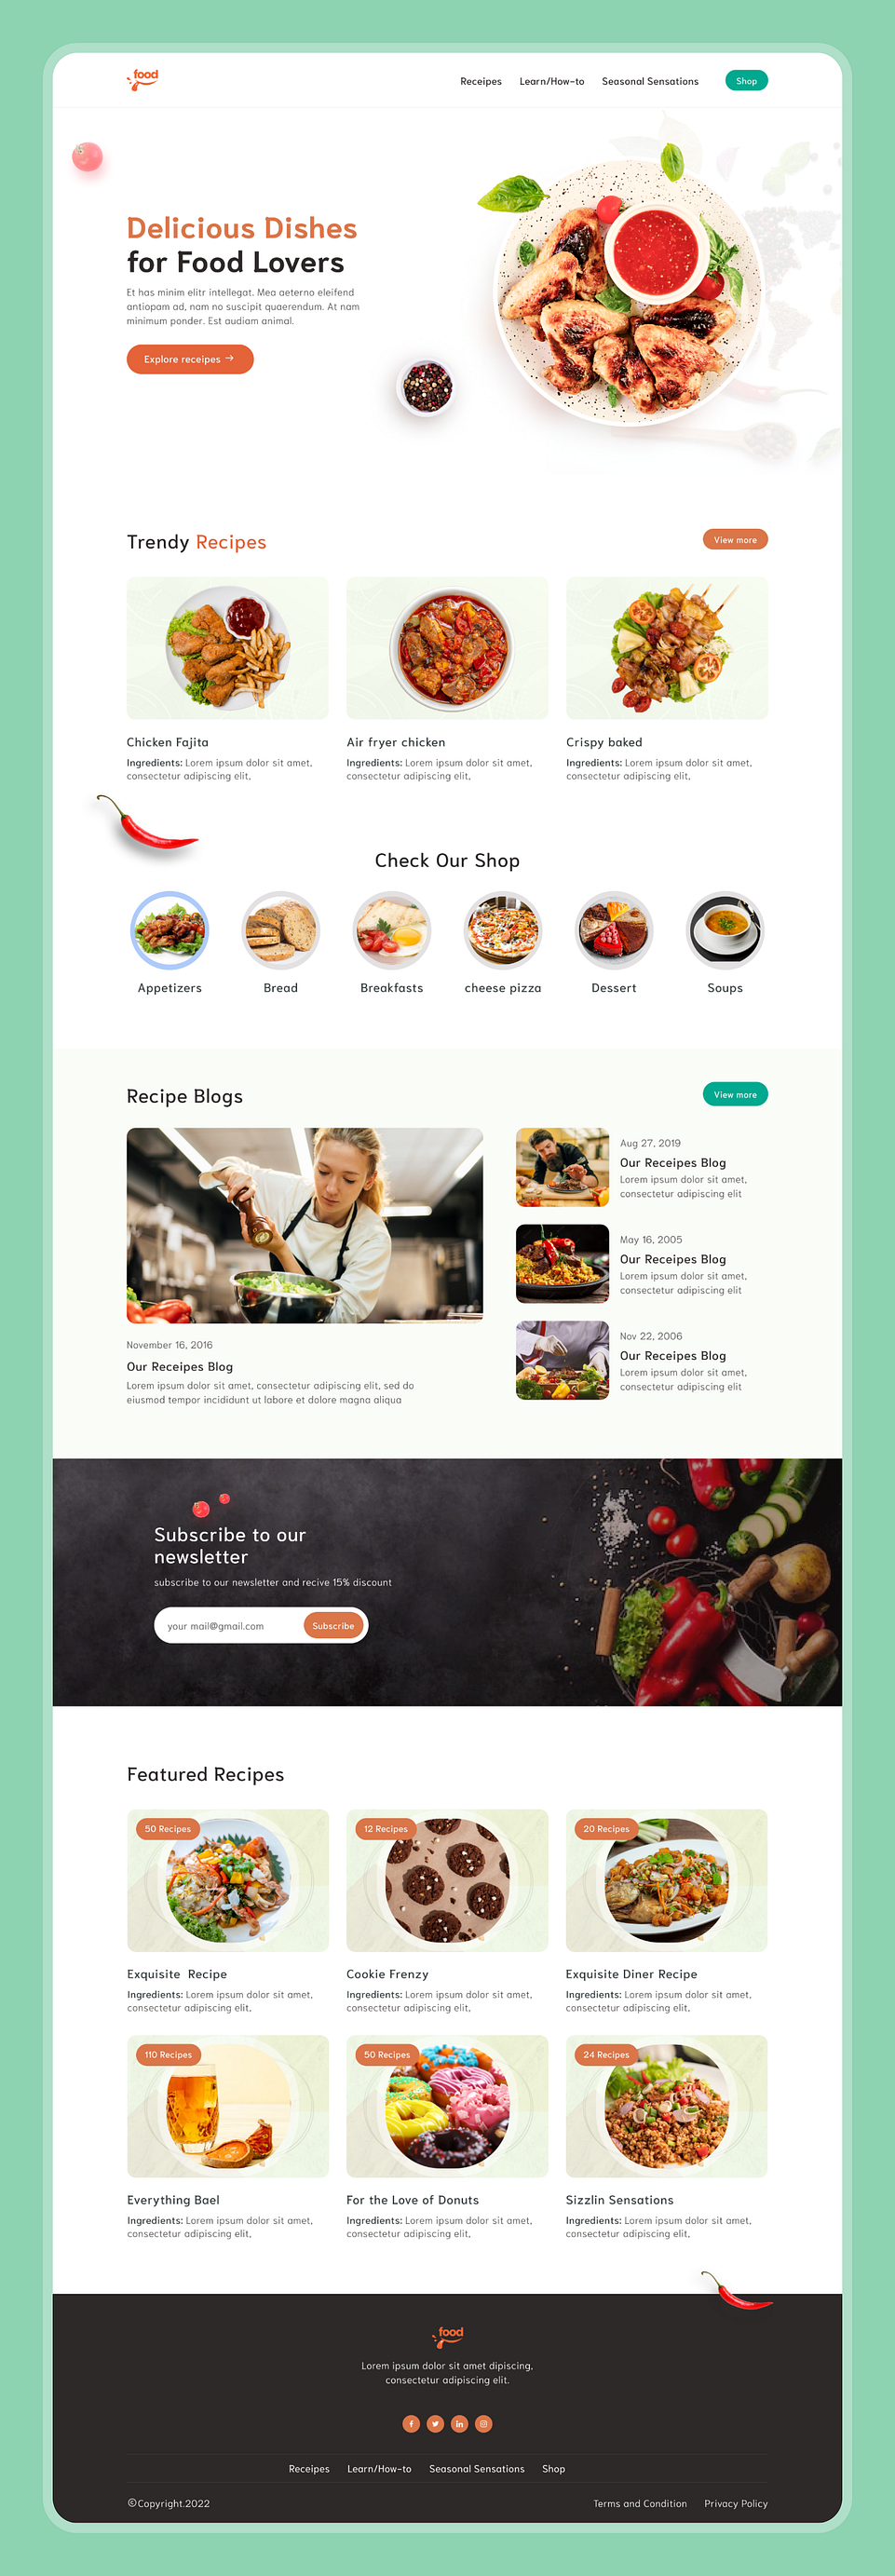 food
Receipes Learn/How-to Seasonal Sensations Shop
Delicious Dishes
for Food Lovers
Et has minim elitr intellegat. Mea aeterno eleifend
antiopam ad, nam no suscipit quaerendum. At nam
minimum ponder. Est audiam animal.
Explore receipes →
Trendy Recipes
View more
Chicken Fajita
Ingredients: Lorem ipsum dolor sit amet,
consectetur adipiscing elit,
Air fryer chicken
Ingredients: Lorem ipsum dolor sit amet,
consectetur adipiscing elit,
Crispy baked
Ingredients: Lorem ipsum dolor sit amet,
consectetur adipiscing elit,
Check Our Shop
Appetizers
Bread
Breakfasts
cheese pizza
Dessert
Soups
Recipe Blogs
View more
November 16, 2016
Our Receipes Blog
Lorem ipsum dolor sit amet, consectetur adipiscing elit, sed do
eiusmod tempor incididunt ut labore et dolore magna aliqua
Aug 27, 2019
Our Receipes Blog
Lorem ipsum dolor sit amet,
consectetur adipiscing elit
May 16, 2005
Our Receipes Blog
Lorem ipsum dolor sit amet,
consectetur adipiscing elit
Nov 22, 2006
Our Receipes Blog
Lorem ipsum dolor sit amet,
consectetur adipiscing elit
Subscribe to our
newsletter
subscribe to our newsletter and recive 15% discount
your mail@gmail.com
Subscribe
Featured Recipes
50 Recipes
Exquisite  Recipe
Ingredients: Lorem ipsum dolor sit amet,
consectetur adipiscing elit,
12 Recipes
Cookie Frenzy
Ingredients: Lorem ipsum dolor sit amet,
consectetur adipiscing elit,
20 Recipes
Exquisite Diner Recipe
Ingredients: Lorem ipsum dolor sit amet,
consectetur adipiscing elit,
110 Recipes
Everything Bael
Ingredients: Lorem ipsum dolor sit amet,
consectetur adipiscing elit,
50 Recipes
For the Love of Donuts
Ingredients: Lorem ipsum dolor sit amet,
consectetur adipiscing elit,
24 Recipes
Sizzlin Sensations
Ingredients: Lorem ipsum dolor sit amet,
consectetur adipiscing elit,
food
Lorem ipsum dolor sit amet dipiscing,
consectetur adipiscing elit.
Receipes Learn/How-to Seasonal Sensations Shop
©Copyright.2022
Terms and Condition Privacy Policy